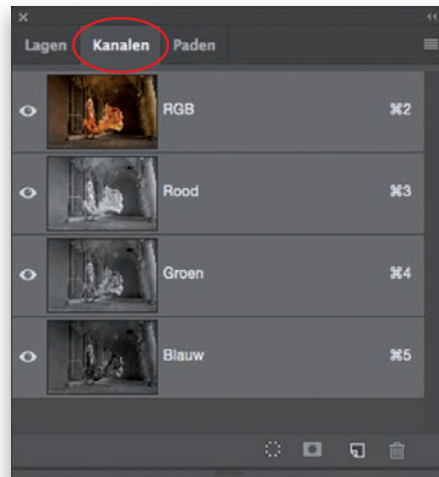 Lagen Kanalen Paden
RGB ⌘2
Rood ⌘3
Groen ⌘4
Blauw ⌘5